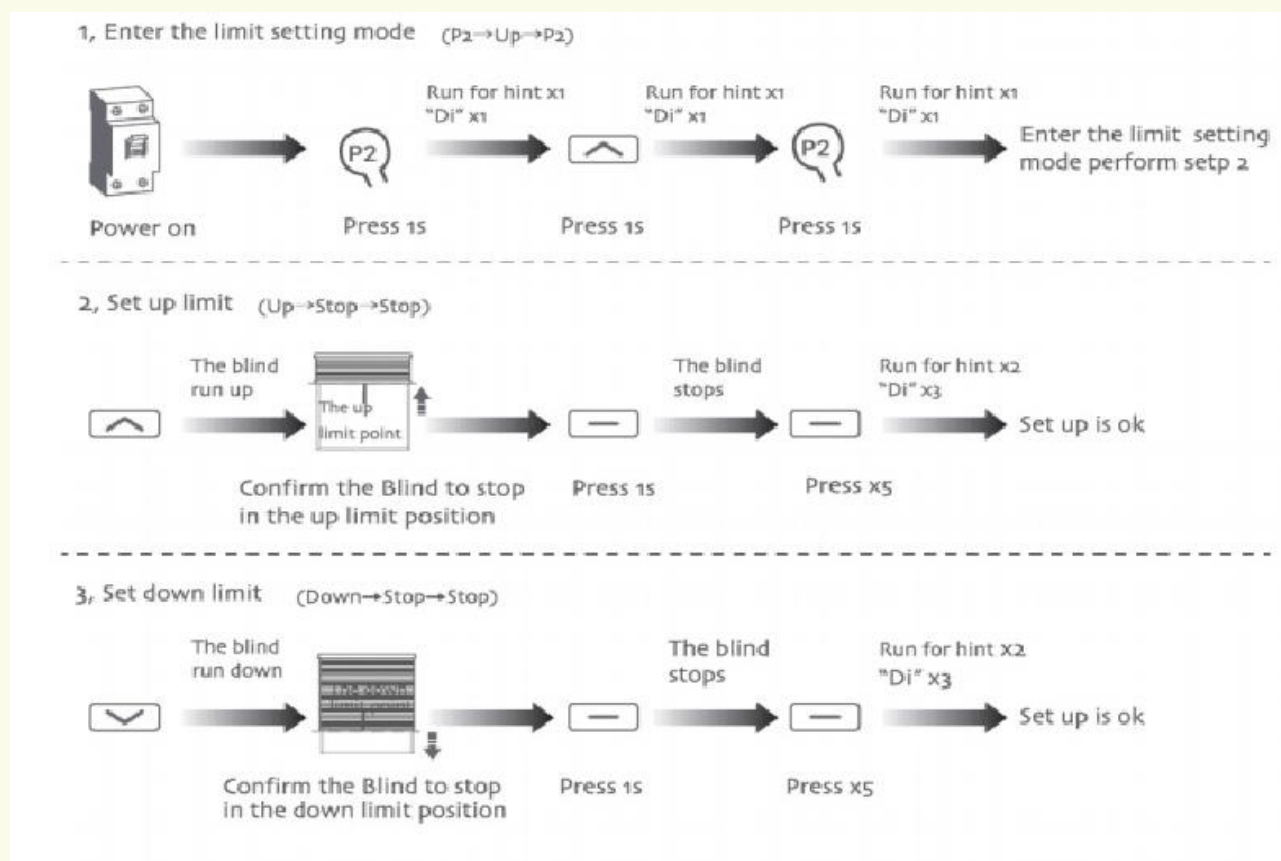 1, Enter the limit setting mode (P2→Up→P2)
Run for hint x1
"Di" x1
Run for hint x1
"Di" x1
Run for hint x1
"Di" x1
P2
P2
Enter the limit setting
mode perform setp 2
Power on
Press 1s
Press 1s
Press 1s
2, Set up limit (Up→Stop→Stop)
The blind
run up
The up
limit point
The blind
stops
Run for hint x2
"Di" x3
Set up is ok
Confirm the Blind to stop
in the up limit position
Press 1s
Press x5
3, Set down limit (Down→Stop→Stop)
The blind
run down
The down
limit point
The blind
stops
Run for hint x2
"Di" x3
Set up is ok
Confirm the Blind to stop
in the down limit position
Press 1s
Press x5